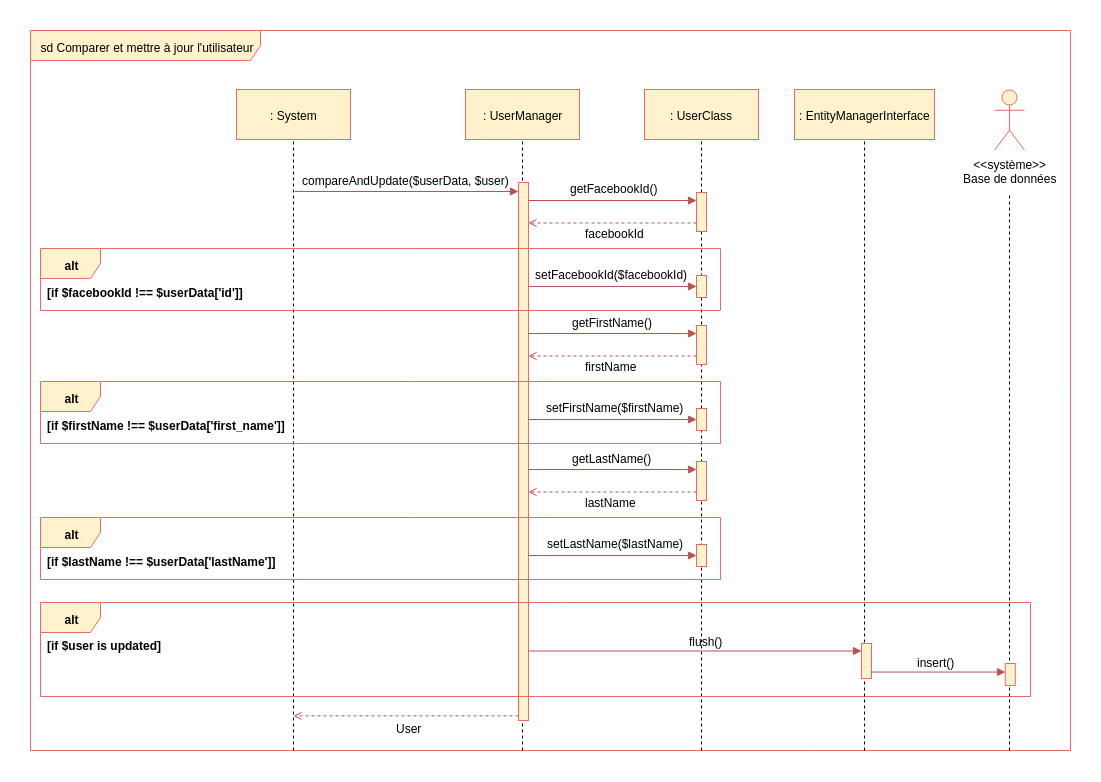 sd Comparer et mettre à jour l'utilisateur
: System
: UserManager
: UserClass
: EntityManagerInterface
<<système>>
Base de données
compareAndUpdate($userData, $user)
getFacebookId()
facebookId
alt
setFacebookId($facebookId)
[if $facebookId !== $userData['id']]
getFirstName()
firstName
alt
setFirstName($firstName)
[if $firstName !== $userData['first_name']]
getLastName()
lastName
alt
setLastName($lastName)
[if $lastName !== $userData['lastName']]
alt
[if $user is updated]
flush()
insert()
User